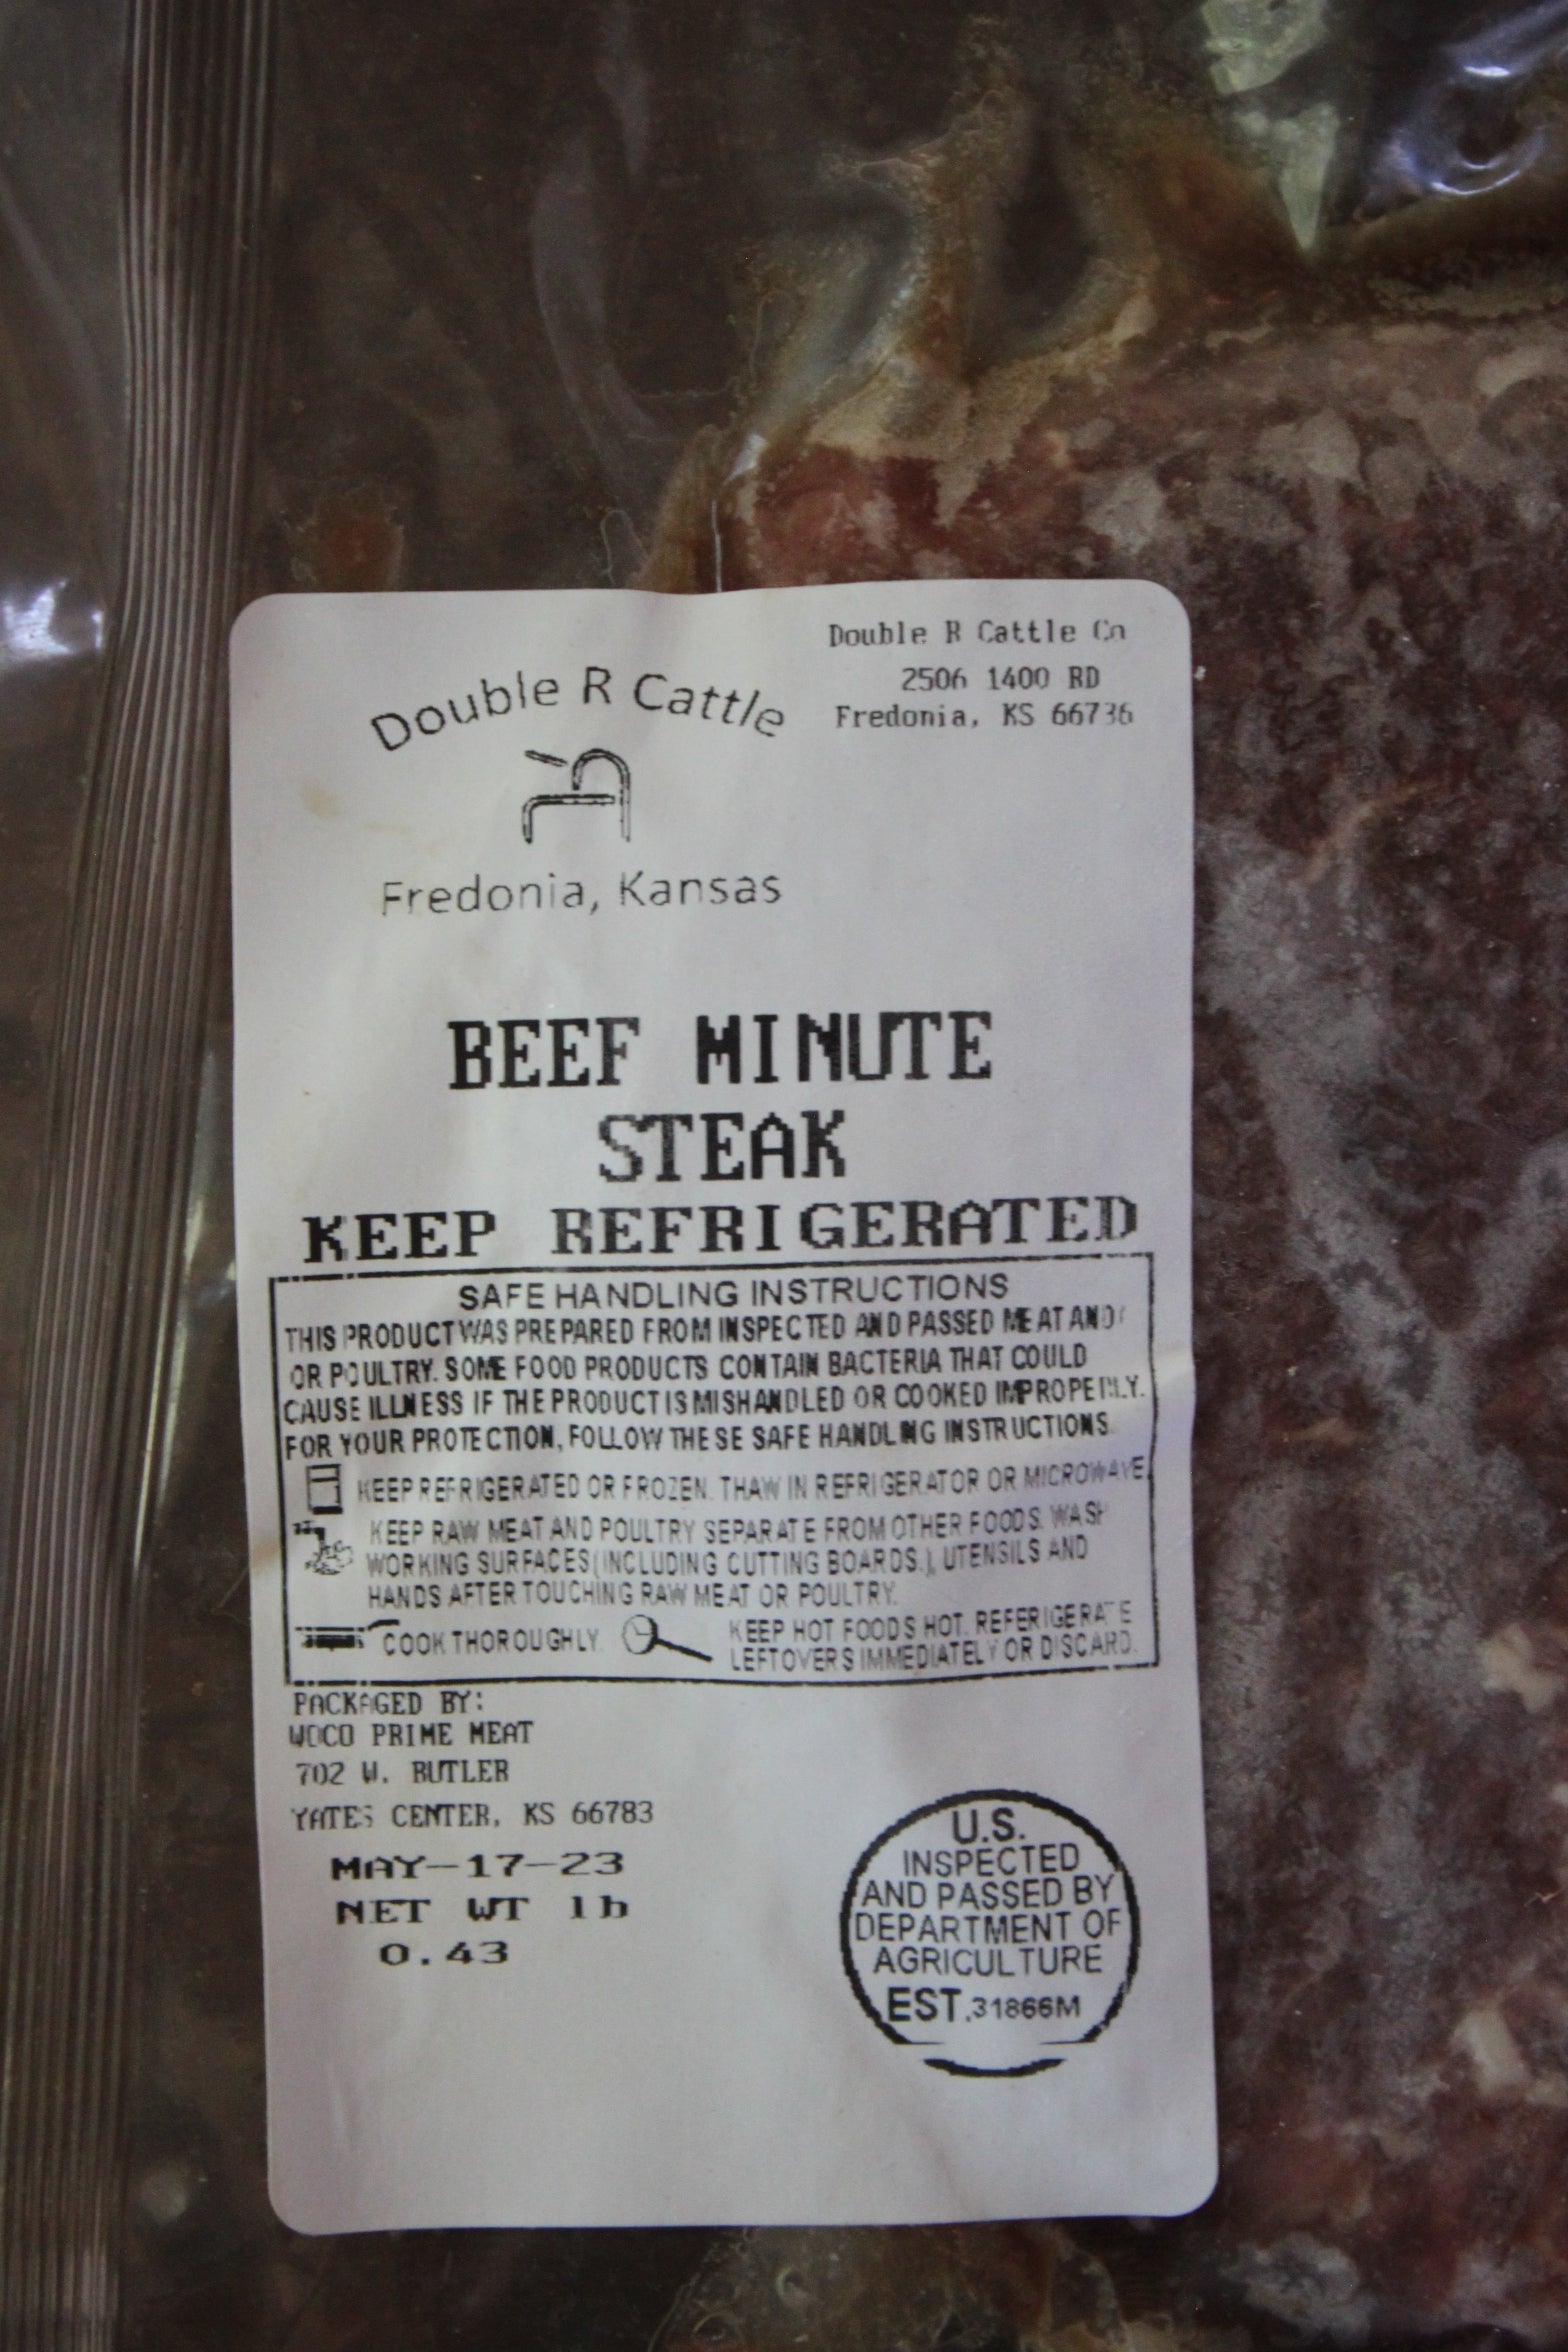 Double R Cattle Co
2506 1400 RD
Fredonia, KS 66736
Double R Cattle
Fredonia, Kansas
BEEF MINUTE
STEAK
KEEP REFRIGERATED
SAFE HANDLING INSTRUCTIONS
THIS PRODUCT WAS PREPARED FROM INSPECTED AND PASSED MEAT AND/
OR POULTRY. SOME FOOD PRODUCTS CONTAIN BACTERIA THAT COULD
CAUSE ILLNESS IF THE PRODUCT IS MISHANDLED OR COOKED IMPROPERLY.
FOR YOUR PROTECTION, FOLLOW THESE SAFE HANDLING INSTRUCTIONS.
KEEP REFRIGERATED OR FROZEN. THAW IN REFRIGERATOR OR MICROWAVE.
KEEP RAW MEAT AND POULTRY SEPARATE FROM OTHER FOODS. WASH
WORKING SURFACES (INCLUDING CUTTING BOARDS.), UTENSILS AND
HANDS AFTER TOUCHING RAW MEAT OR POULTRY.
COOK THOROUGHLY.
KEEP HOT FOODS HOT. REFERIGERATE
LEFTOVERS IMMEDIATELY OR DISCARD.
PACKAGED BY:
WOCO PRIME MEAT
702 W. BUTLER
YATES CENTER, KS 66783
MAY-17-23
NET WT lb
0.43
U.S.
INSPECTED
AND PASSED BY
DEPARTMENT OF
AGRICULTURE
EST.31866M